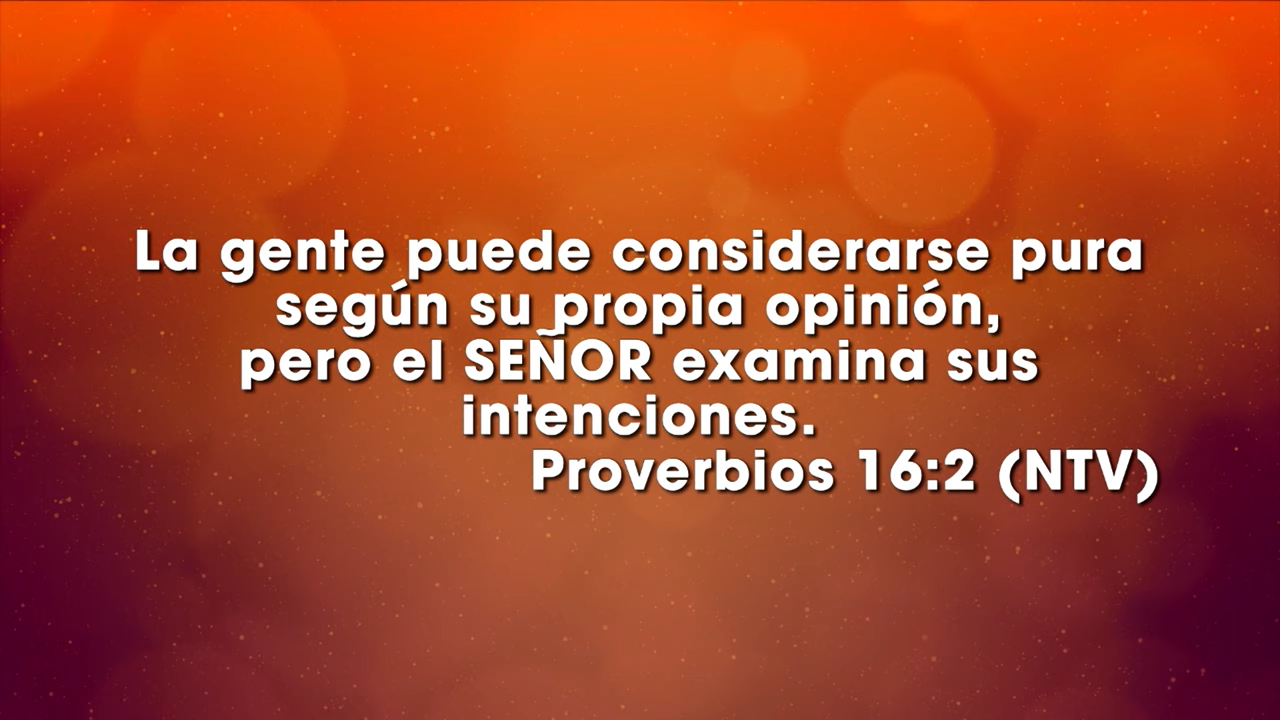 La gente puede considerarse pura
según su propia opinión,
pero el SEÑOR examina sus
intenciones.
Proverbios 16:2 (NTV)